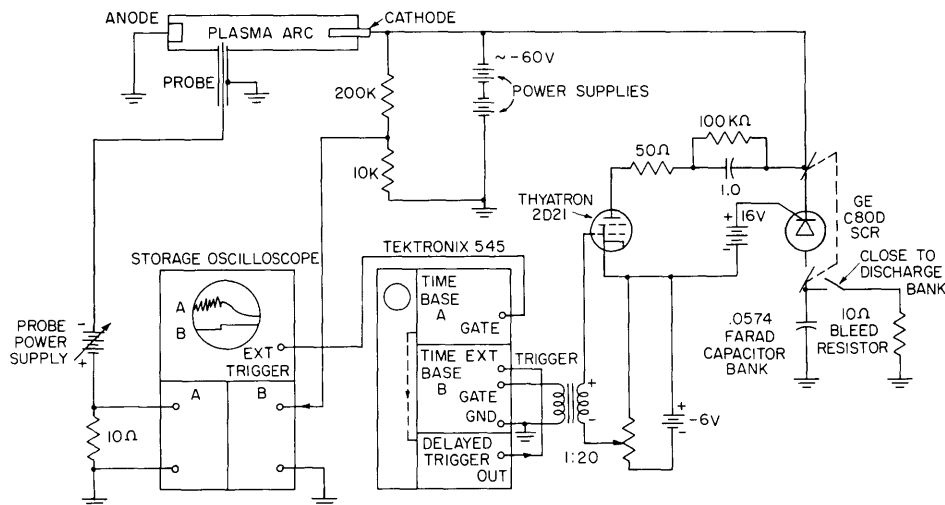 ANODE
CATHODE
PLASMA ARC
PROBE
200K
~-60V
POWER SUPPLIES
10K
100KΩ
50Ω
1.0
THYATRON
2D21
+
16V
-
GE
C80D
SCR
CLOSE TO
DISCHARGE
BANK
TEKTRONIX 545
STORAGE OSCILLOSCOPE
A
B
EXT
TRIGGER
TIME
BASE
A
GATE
-
PROBE
POWER
SUPPLY
+
TIME EXT
BASE
B
GATE
GND
TRIGGER
+
-
1:20
.0574
FARAD
CAPACITOR
BANK
10Ω
BLEED
RESISTOR
A
B
10Ω
DELAYED
TRIGGER
OUT
+
-6V
-